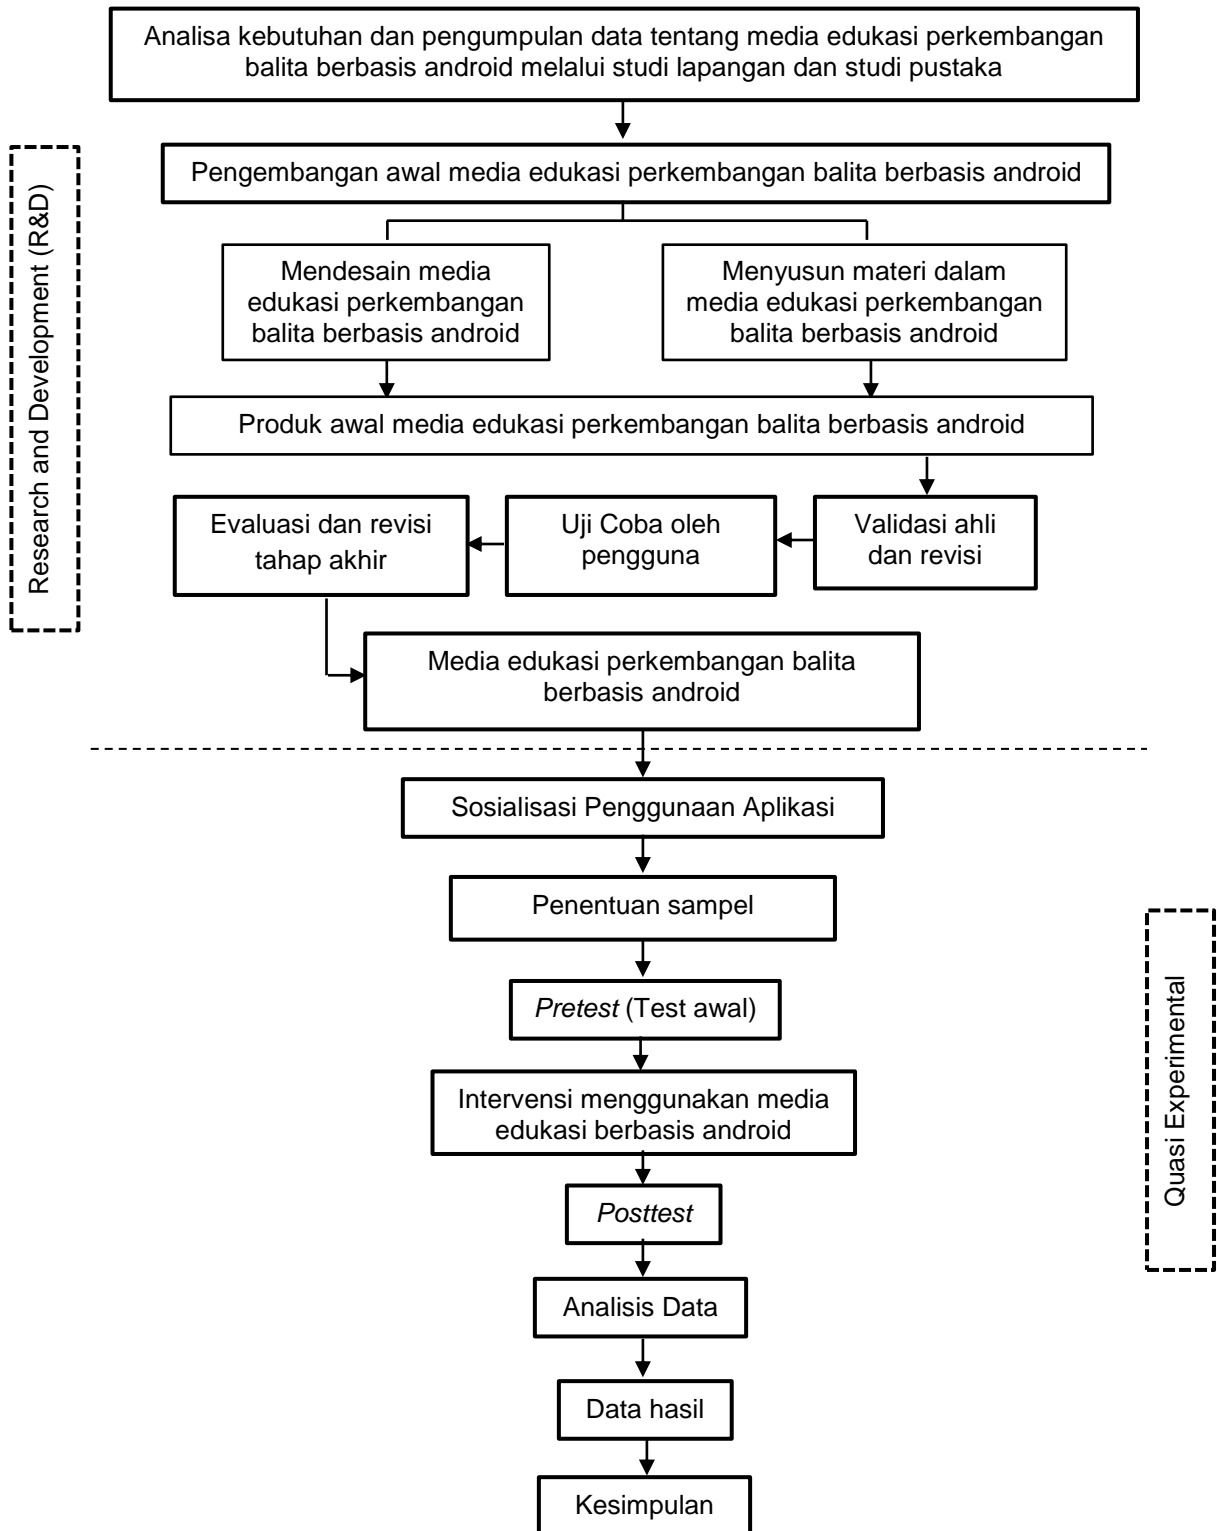 Analisa kebutuhan dan pengumpulan data tentang media edukasi perkembangan
balita berbasis android melalui studi lapangan dan studi pustaka
Research and Development (R&D)
Pengembangan awal media edukasi perkembangan balita berbasis android
Mendesain media
edukasi perkembangan
balita berbasis android
Menyusun materi dalam
media edukasi perkembangan
balita berbasis android
Produk awal media edukasi perkembangan balita berbasis android
Evaluasi dan revisi
tahap akhir
Uji Coba oleh
pengguna
Validasi ahli
dan revisi
Media edukasi perkembangan balita
berbasis android
Sosialisasi Penggunaan Aplikasi
Penentuan sampel
Pretest (Test awal)
Intervensi menggunakan media
edukasi berbasis android
Quasi Experimental
Posttest
Analisis Data
Data hasil
Kesimpulan